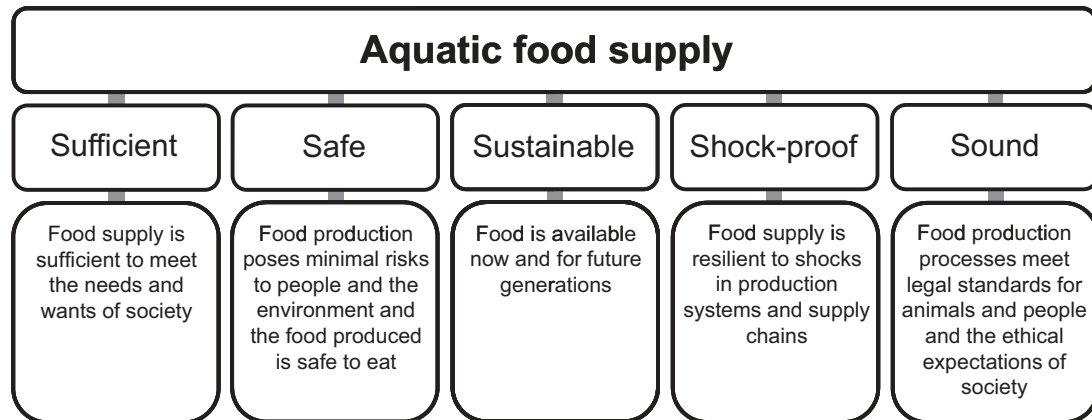 Aquatic food supply
Sufficient
Safe
Sustainable
Shock-proof
Sound
Food supply is
sufficient to meet
the needs and
wants of society
Food production
poses minimal risks
to people and the
environment and
the food produced
is safe to eat
Food is available
now and for future
generations
Food supply is
resilient to shocks
in production
systems and supply
chains
Food production
processes meet
legal standards for
animals and people
and the ethical
expectations of
society